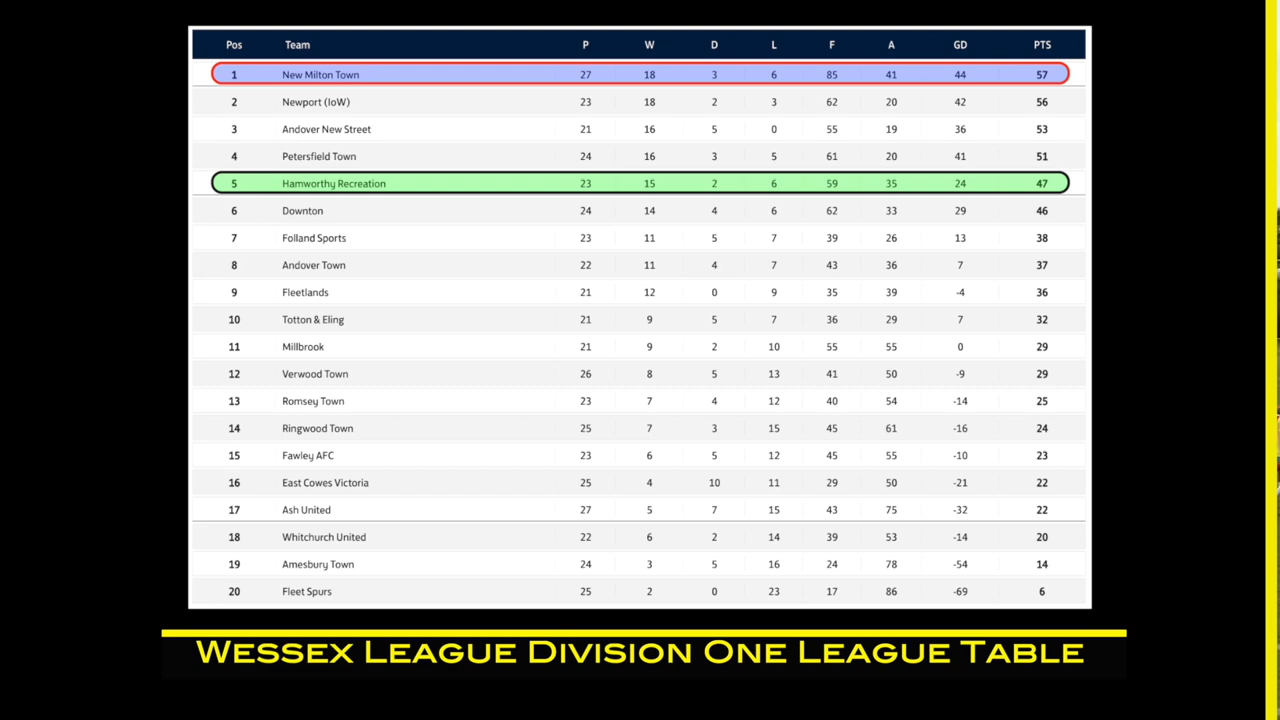 Pos Team P W D L F A GD PTS
1 New Milton Town 27 18 3 6 85 41 44 57
2 Newport (IoW) 23 18 2 3 62 20 42 56
3 Andover New Street 21 16 5 0 55 19 36 53
4 Petersfield Town 24 16 3 5 61 20 41 51
5 Hamworthy Recreation 23 15 2 6 59 35 24 47
6 Downton 24 14 4 6 62 33 29 46
7 Folland Sports 23 11 5 7 39 26 13 38
8 Andover Town 22 11 4 7 43 36 7 37
9 Fleetlands 21 12 0 9 35 39 -4 36
10 Totton & Eling 21 9 5 7 36 29 7 32
11 Millbrook 21 9 2 10 55 55 0 29
12 Verwood Town 26 8 5 13 41 50 -9 29
13 Romsey Town 23 7 4 12 40 54 -14 25
14 Ringwood Town 25 7 3 15 45 61 -16 24
15 Fawley AFC 23 6 5 12 45 55 -10 23
16 East Cowes Victoria 25 4 10 11 29 50 -21 22
17 Ash United 27 5 7 15 43 75 -32 22
18 Whitchurch United 22 6 2 14 39 53 -14 20
19 Amesbury Town 24 3 5 16 24 78 -54 14
20 Fleet Spurs 25 2 0 23 17 86 -69 6
Wessex League Division One League Table